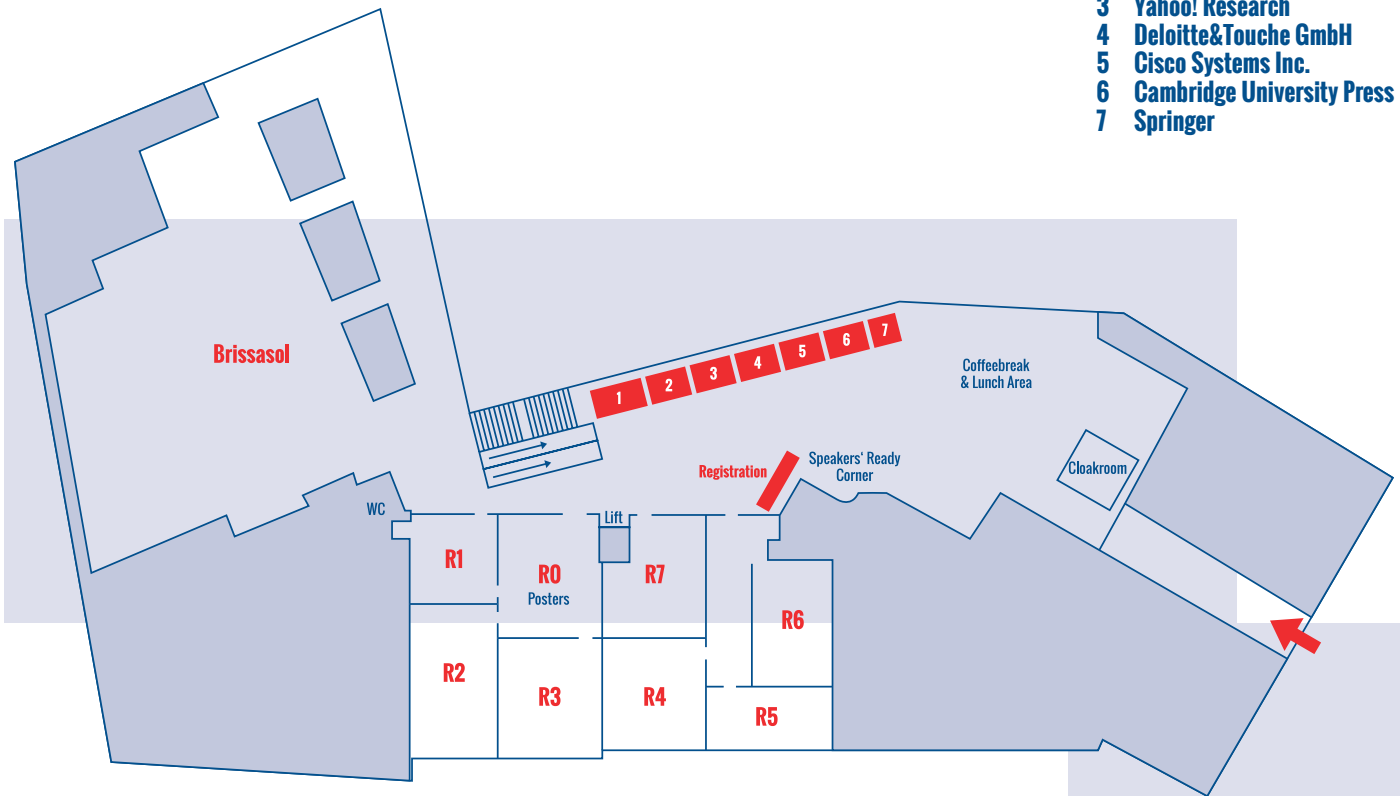 3 Yahoo! Research
4 Deloitte&Touche GmbH
5 Cisco Systems Inc.
6 Cambridge University Press
7 Springer
Brissasol
1
2
3
4
5
6
7
Coffeebreak
& Lunch Area
Registration
Speakers‘ Ready
Corner
Cloakroom
WC
Lift
R1
R0
Posters
R7
R6
R2
R3
R4
R5